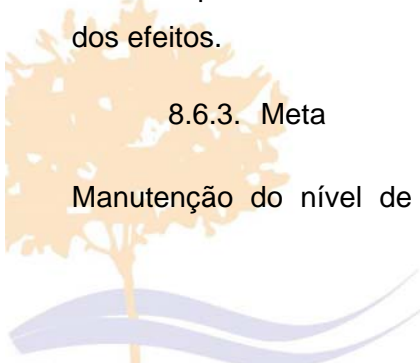 dos efeitos.
8.6.3. Meta
Manutenção do nível de